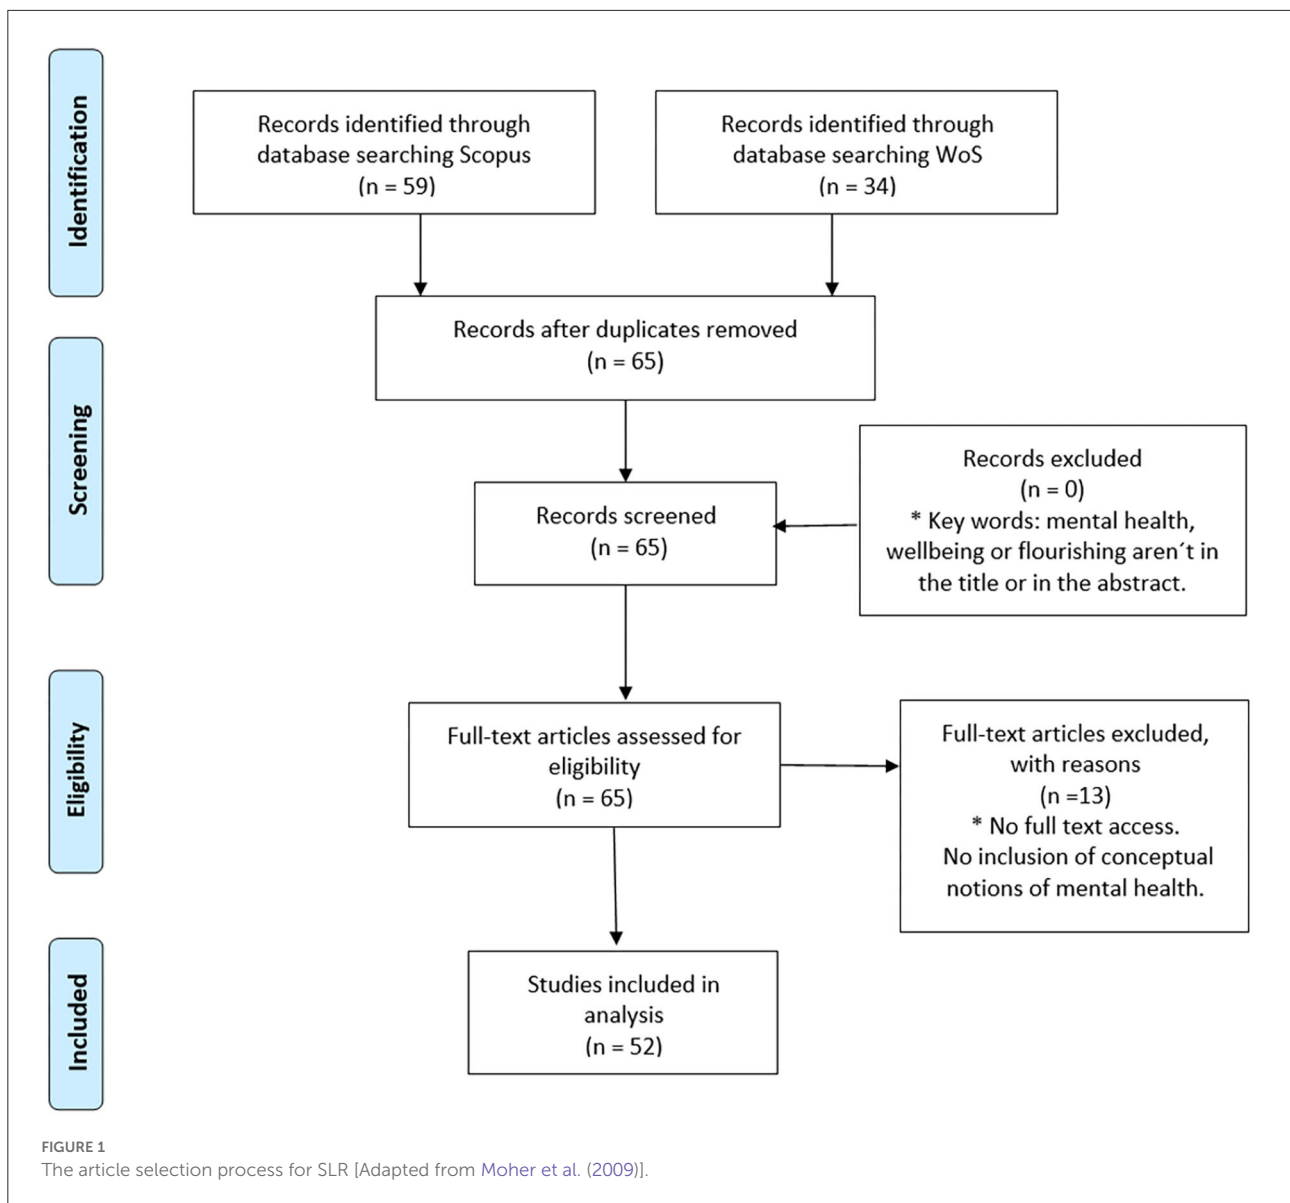 Identification
Records identified through
database searching Scopus
(n = 59)
Records identified through
database searching WoS
(n = 34)
Records after duplicates removed
(n = 65)
Screening
Records screened
(n = 65)
Records excluded
(n = 0)
* Key words: mental health,
wellbeing or flourishing aren´t in
the title or in the abstract.
Eligibility
Full-text articles assessed for
eligibility
(n = 65)
Full-text articles excluded,
with reasons
(n =13)
* No full text access.
No inclusion of conceptual
notions of mental health.
Included
Studies included in
analysis
(n = 52)
FIGURE 1
The article selection process for SLR [Adapted from Moher et al. (2009)].